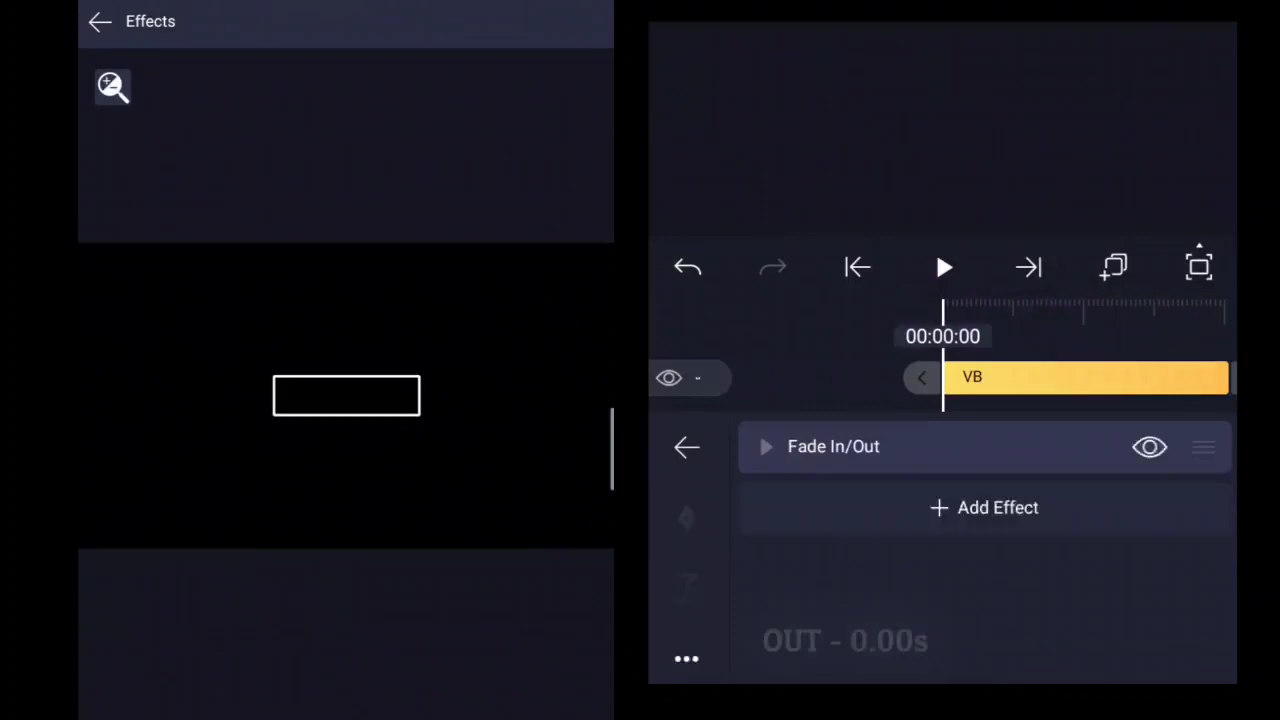 Effects
00:00:00
VB
Fade In/Out
Add Effect
OUT - 0.00s